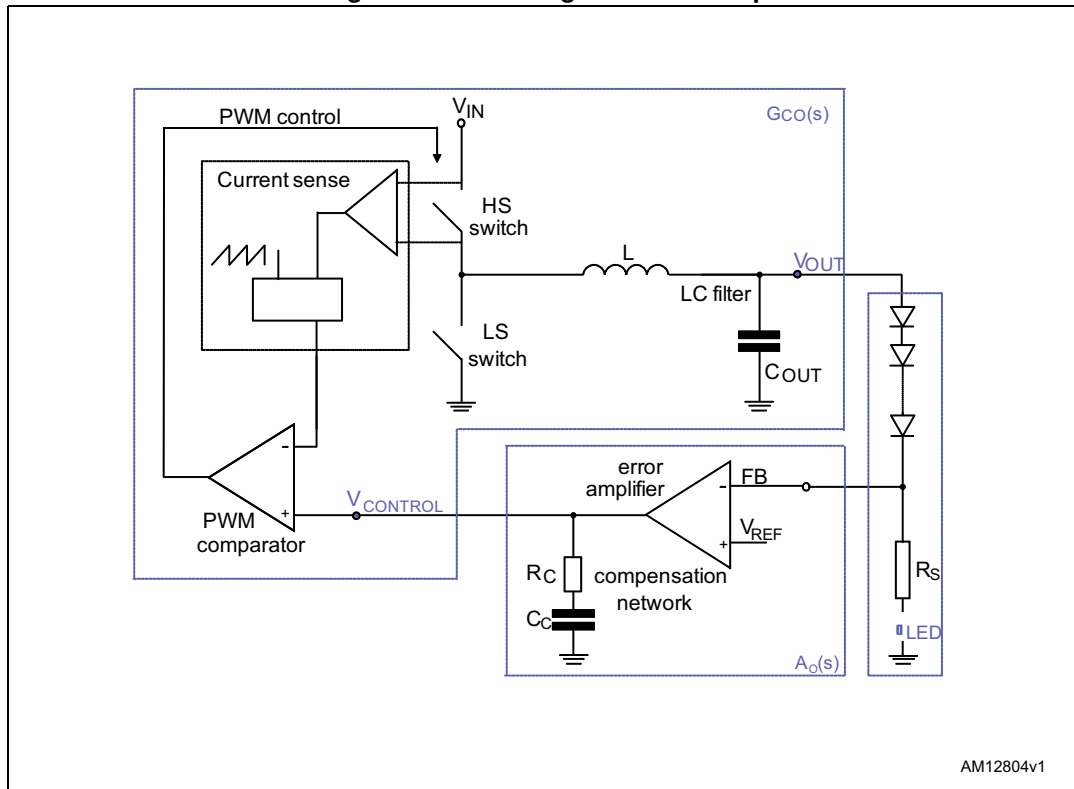 PWM control
VIN
GCO(s)
Current sense
HS
switch
L
VOUT
LC filter
LS
switch
COUT
error
amplifier
FB
VCONTROL
VREF
PWM
comparator
RC
compensation
network
CC
RS
LED
AO(s)
AM12804v1